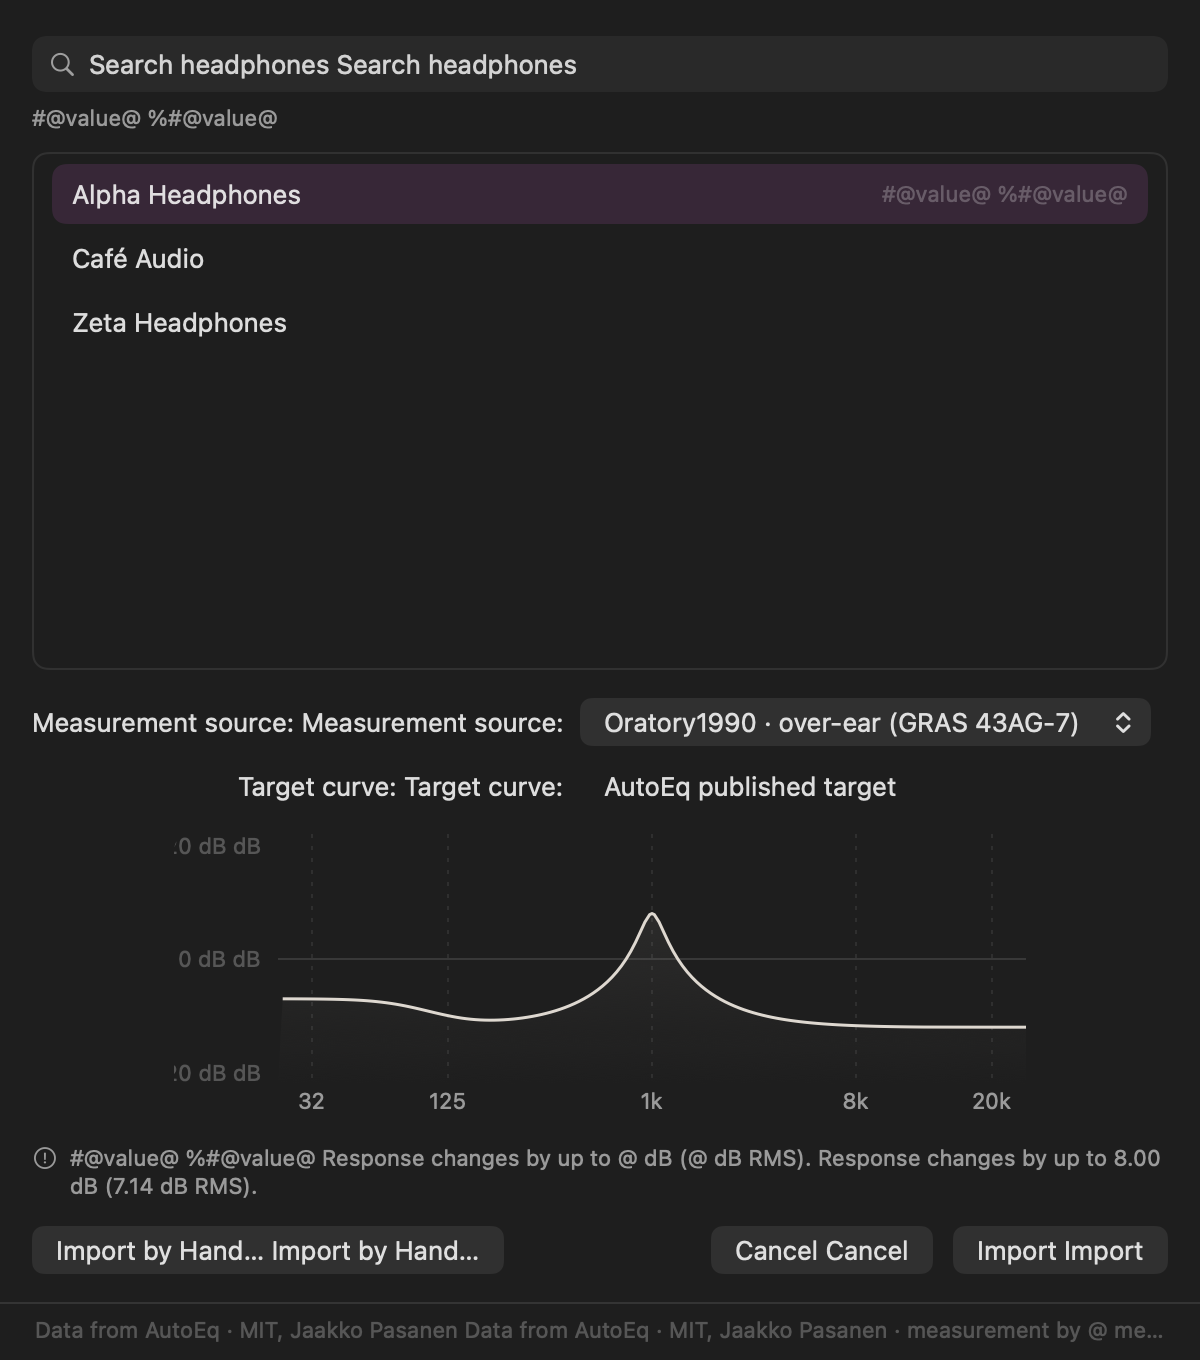 Search headphones Search headphones
#@value@ %#@value@
Alpha Headphones #@value@ %#@value@
Café Audio
Zeta Headphones
Measurement source: Measurement source: Oratory1990 · over-ear (GRAS 43AG-7)
Target curve: Target curve: AutoEq published target
0 dB dB
0 dB dB
0 dB dB
32 125 1k 8k 20k
#@value@ %#@value@ Response changes by up to @ dB (@ dB RMS). Response changes by up to 8.00
dB (7.14 dB RMS).
Import by Hand... Import by Hand... Cancel Cancel Import Import
Data from AutoEq · MIT, Jaakko Pasanen Data from AutoEq · MIT, Jaakko Pasanen · measurement by @ me...